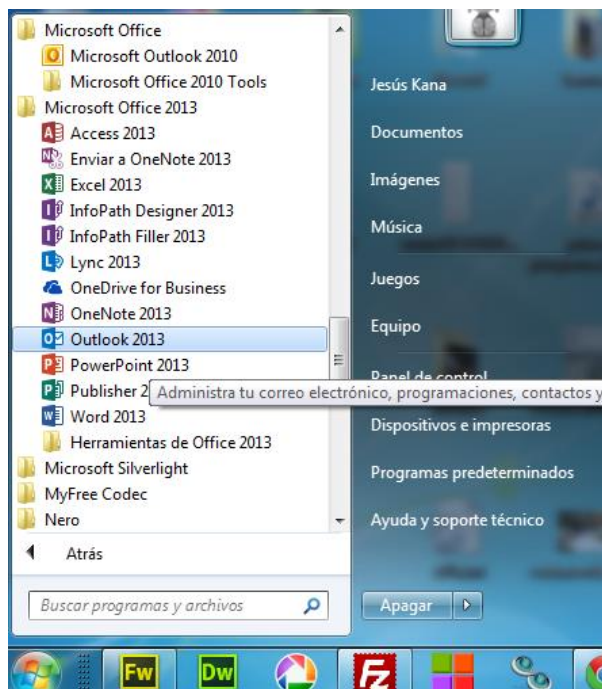 Microsoft Office
Microsoft Outlook 2010
Microsoft Office 2010 Tools
Microsoft Office 2013
Access 2013
Enviar a OneNote 2013
Excel 2013
InfoPath Designer 2013
InfoPath Filler 2013
Lync 2013
OneDrive for Business
OneNote 2013
Outlook 2013
PowerPoint 2013
Publisher 2
Administra tu correo electrónico, programaciones, contactos y
Word 2013
Herramientas de Office 2013
Microsoft Silverlight
MyFree Codec
Nero
Atrás
Buscar programas y archivos
Jesús Kana
Documentos
Imágenes
Música
Juegos
Equipo
Panel de control
Dispositivos e impresoras
Programas predeterminados
Ayuda y soporte técnico
Apagar
Fw
Dw
Fz